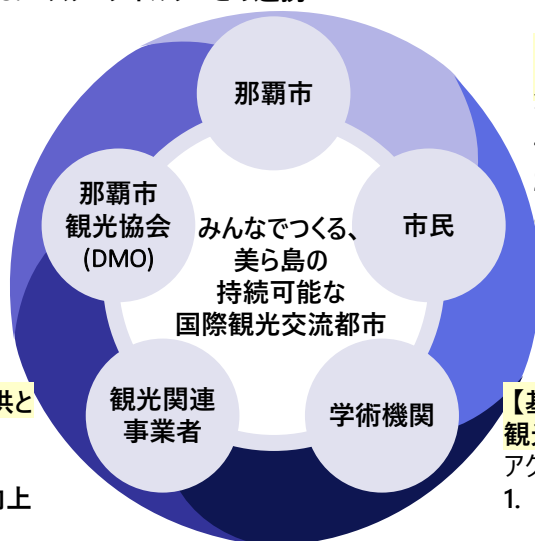 那覇市
那覇市
観光協会
(DMO)
みんなでつくる、
美ら島の
持続可能な
国際観光交流都市
市民
観光関連
事業者
学術機関
供と
上
【基
観光
アク
1.